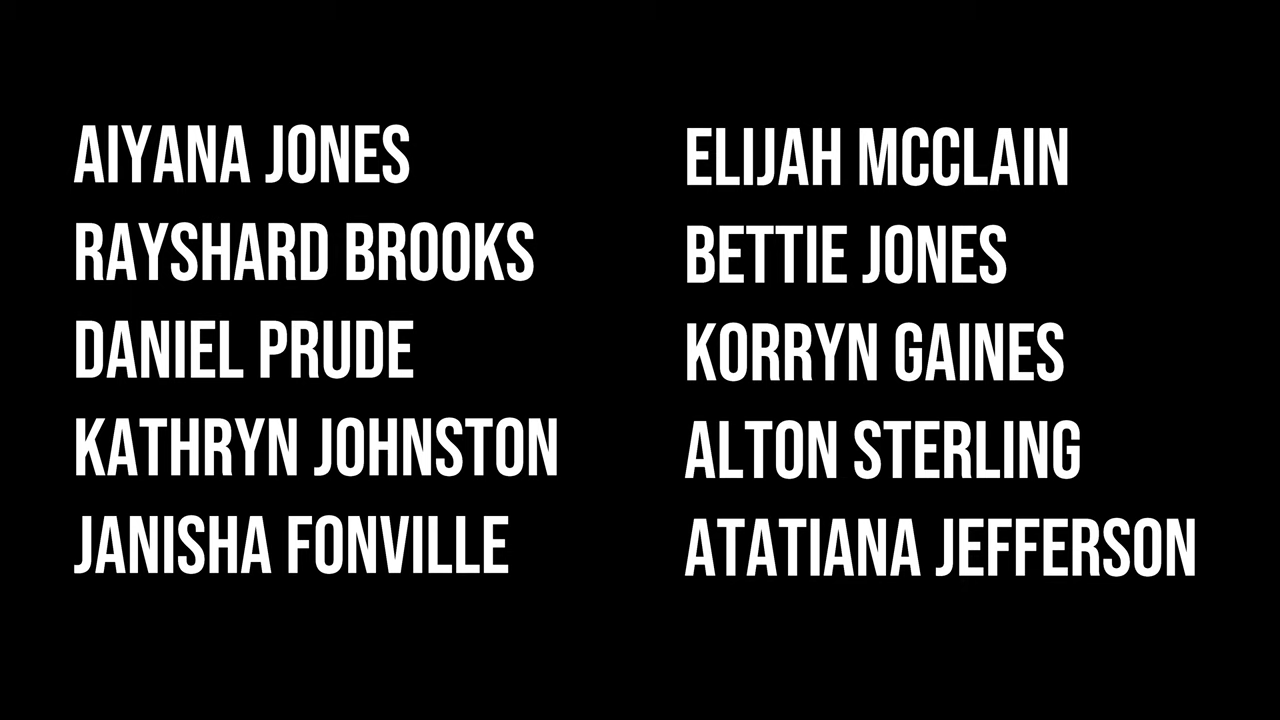 AIYANA JONES
RAYSHARD BROOKS
DANIEL PRUDE
KATHRYN JOHNSTON
JANISHA FONVILLE
ELIJAH MCCLAIN
BETTIE JONES
KORRYN GAINES
ALTON STERLING
ATATIANA JEFFERSON